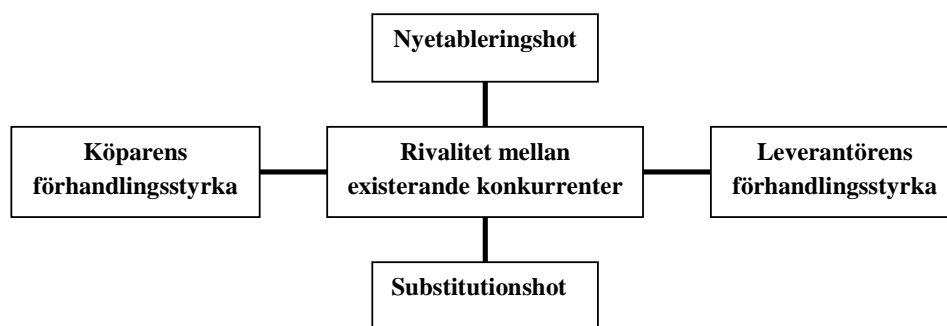 Nyetableringshot
Köparens
förhandlingsstyrka
Rivalitet mellan
existerande konkurrenter
Leverantörens
förhandlingsstyrka
Substitutionshot